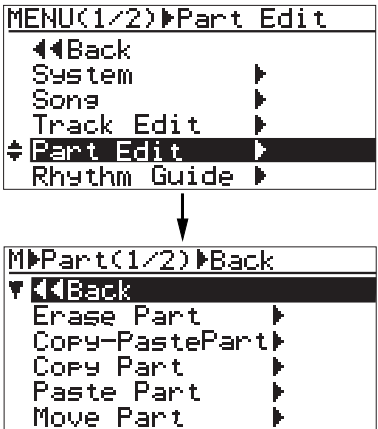 MENU(1/2)▶Part Edit
◀◀Back
System ▶
Song ▶
Track Edit ▶
Part Edit ▶
Rhythm Guide ▶
M▶Part(1/2)▶Back
◀◀Back
Erase Part ▶
Copy-PastePart▶
Copy Part ▶
Paste Part ▶
Move Part ▶